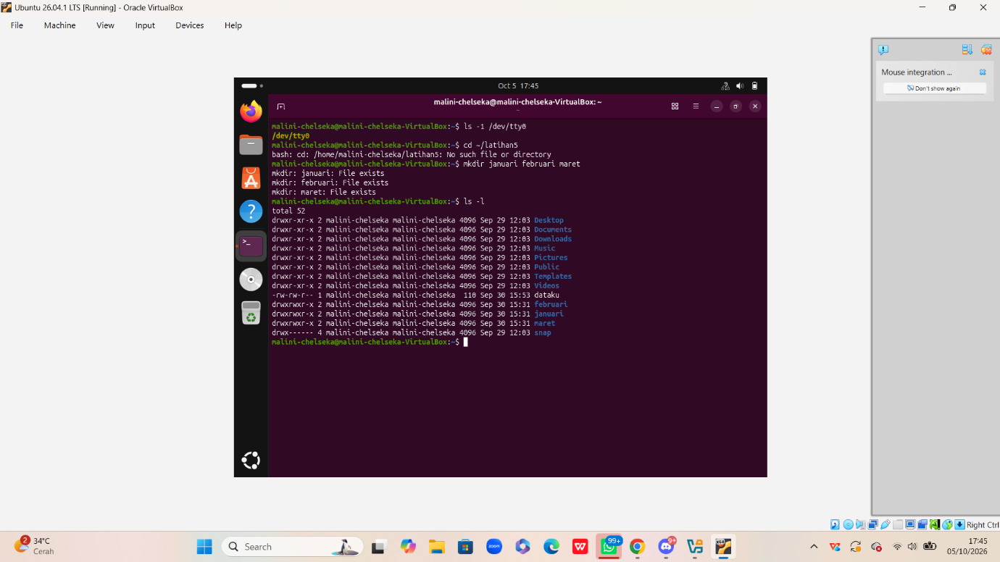 Ubuntu 26.04.1 LTS [Running] - Oracle VirtualBox
File Machine View Input Devices Help
Mouse integration ...
Don't show again
Oct 5 17:45
malini-chelseka@malini-chelseka-VirtualBox: ~
~
malini-chelseka@malini-chelseka-VirtualBox:~$ ls -1 /dev/tty0
/dev/tty0
malini-chelseka@malini-chelseka-VirtualBox:~$ cd ~/latihan5
bash: cd: /home/malini-chelseka/latihan5: No such file or directory
malini-chelseka@malini-chelseka-VirtualBox:~$ mkdir januari februari maret
mkdir: januari: File exists
mkdir: februari: File exists
mkdir: maret: File exists
malini-chelseka@malini-chelseka-VirtualBox:~$ ls -l
total 52
drwxr-xr-x 2 malini-chelseka malini-chelseka 4096 Sep 29 12:03 Desktop
drwxr-xr-x 2 malini-chelseka malini-chelseka 4096 Sep 29 12:03 Documents
drwxr-xr-x 2 malini-chelseka malini-chelseka 4096 Sep 29 12:03 Downloads
drwxr-xr-x 2 malini-chelseka malini-chelseka 4096 Sep 29 12:03 Music
drwxr-xr-x 2 malini-chelseka malini-chelseka 4096 Sep 29 12:03 Pictures
drwxr-xr-x 2 malini-chelseka malini-chelseka 4096 Sep 29 12:03 Public
drwxr-xr-x 2 malini-chelseka malini-chelseka 4096 Sep 29 12:03 Templates
drwxr-xr-x 2 malini-chelseka malini-chelseka 4096 Sep 29 12:03 Videos
-rw-rw-r-- 1 malini-chelseka malini-chelseka  110 Sep 30 15:53 dataku
drwxrwxr-x 2 malini-chelseka malini-chelseka 4096 Sep 30 15:31 februari
drwxrwxr-x 2 malini-chelseka malini-chelseka 4096 Sep 30 15:31 januari
drwxrwxr-x 2 malini-chelseka malini-chelseka 4096 Sep 30 15:31 maret
drwx------ 4 malini-chelseka malini-chelseka 4096 Sep 29 12:03 snap
malini-chelseka@malini-chelseka-VirtualBox:~$
Right Ctrl
2
34°C
Cerah
Search
zoom
99+
9+
17:45
05/10/2026